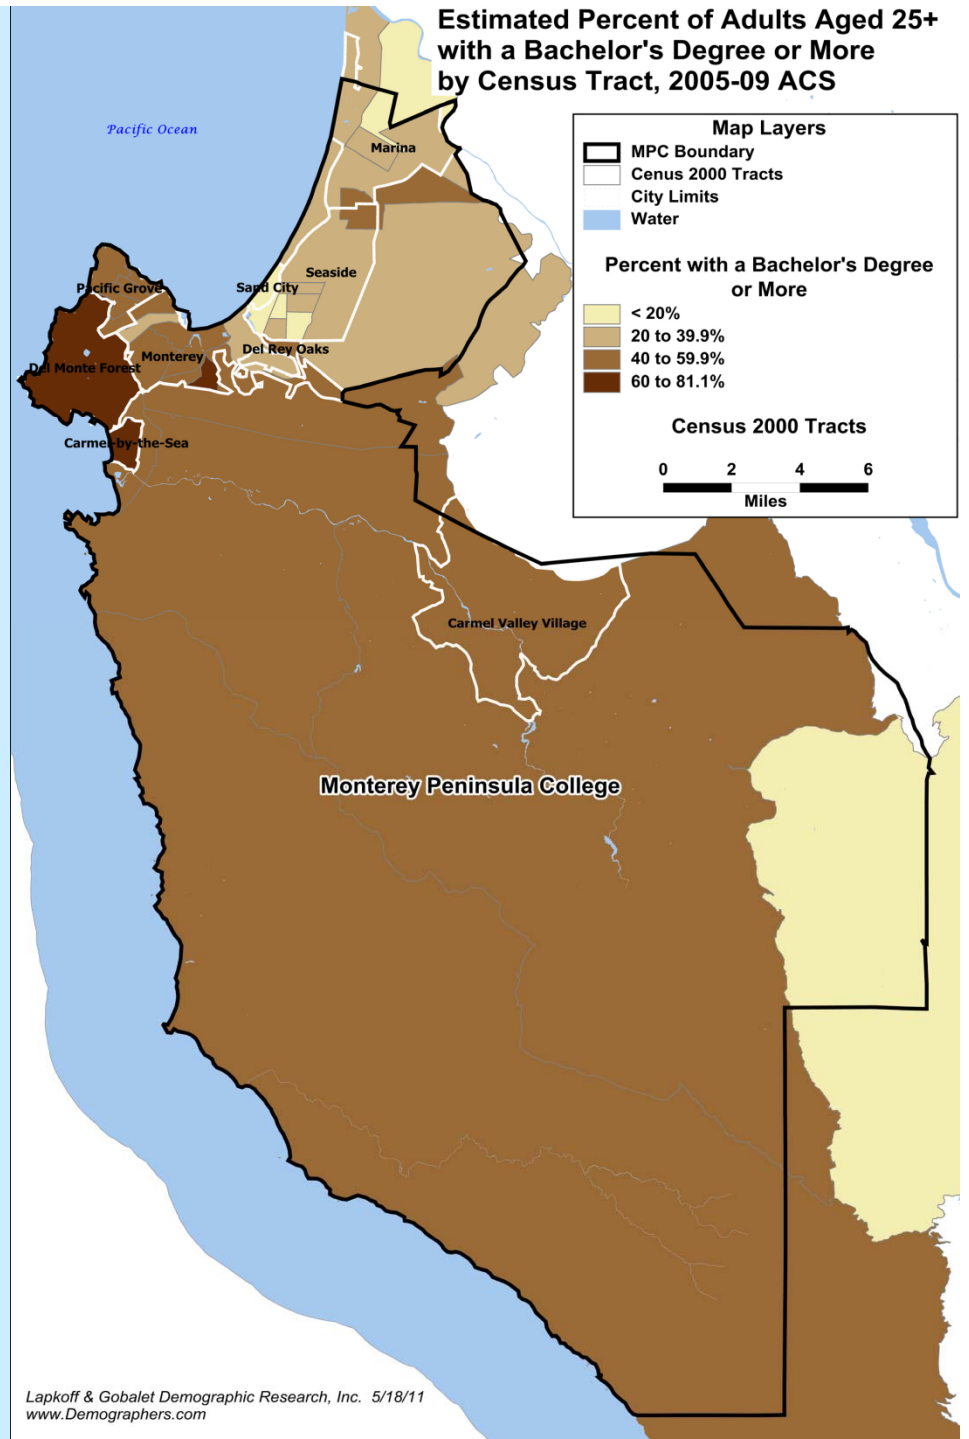 Estimated Percent of Adults Aged 25+
with a Bachelor's Degree or More
by Census Tract, 2005-09 ACS
Map Layers
MPC Boundary
Cenus 2000 Tracts
City Limits
Water
Percent with a Bachelor's Degree
or More
< 20%
20 to 39.9%
40 to 59.9%
60 to 81.1%
Census 2000 Tracts
0 2 4 6
Miles
Pacific Ocean
Marina
Seaside
Sand City
Pacific Grove
Del Rey Oaks
Monterey
Del Monte Forest
Carmel-by-the-Sea
Carmel Valley Village
Monterey Peninsula College
Lapkoff & Gobalet Demographic Research, Inc. 5/18/11
www.Demographers.com